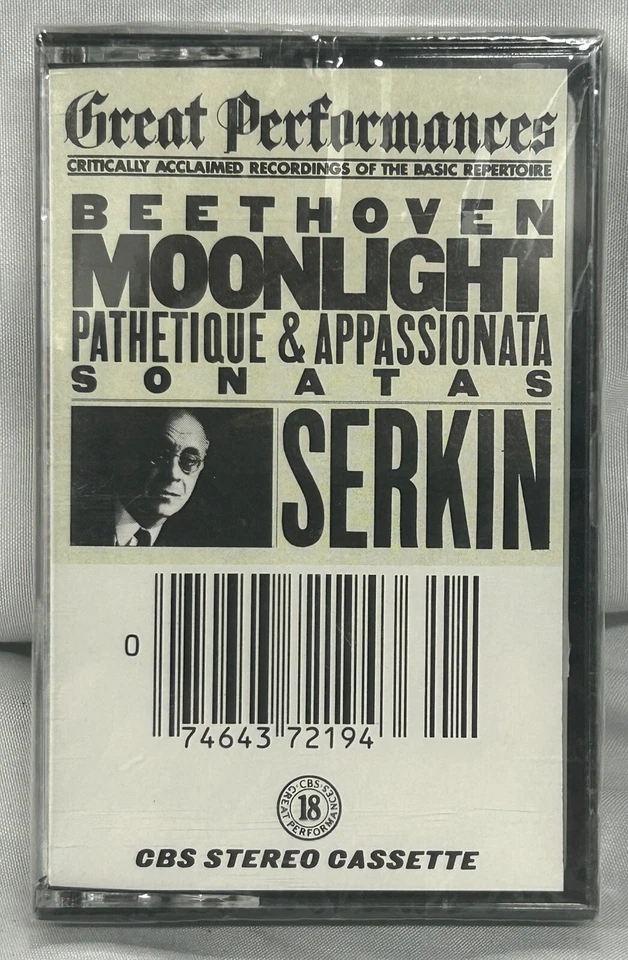 Great Performances
CRITICALLY ACCLAIMED RECORDINGS OF THE BASIC REPERTOIRE
BEETHOVEN
MOONLIGHT
PATHETIQUE & APPASSIONATA
SONATAS
SERKIN
0
74643 72194
·CBS·
18
GREAT PERFORMANCES
CBS STEREO CASSETTE